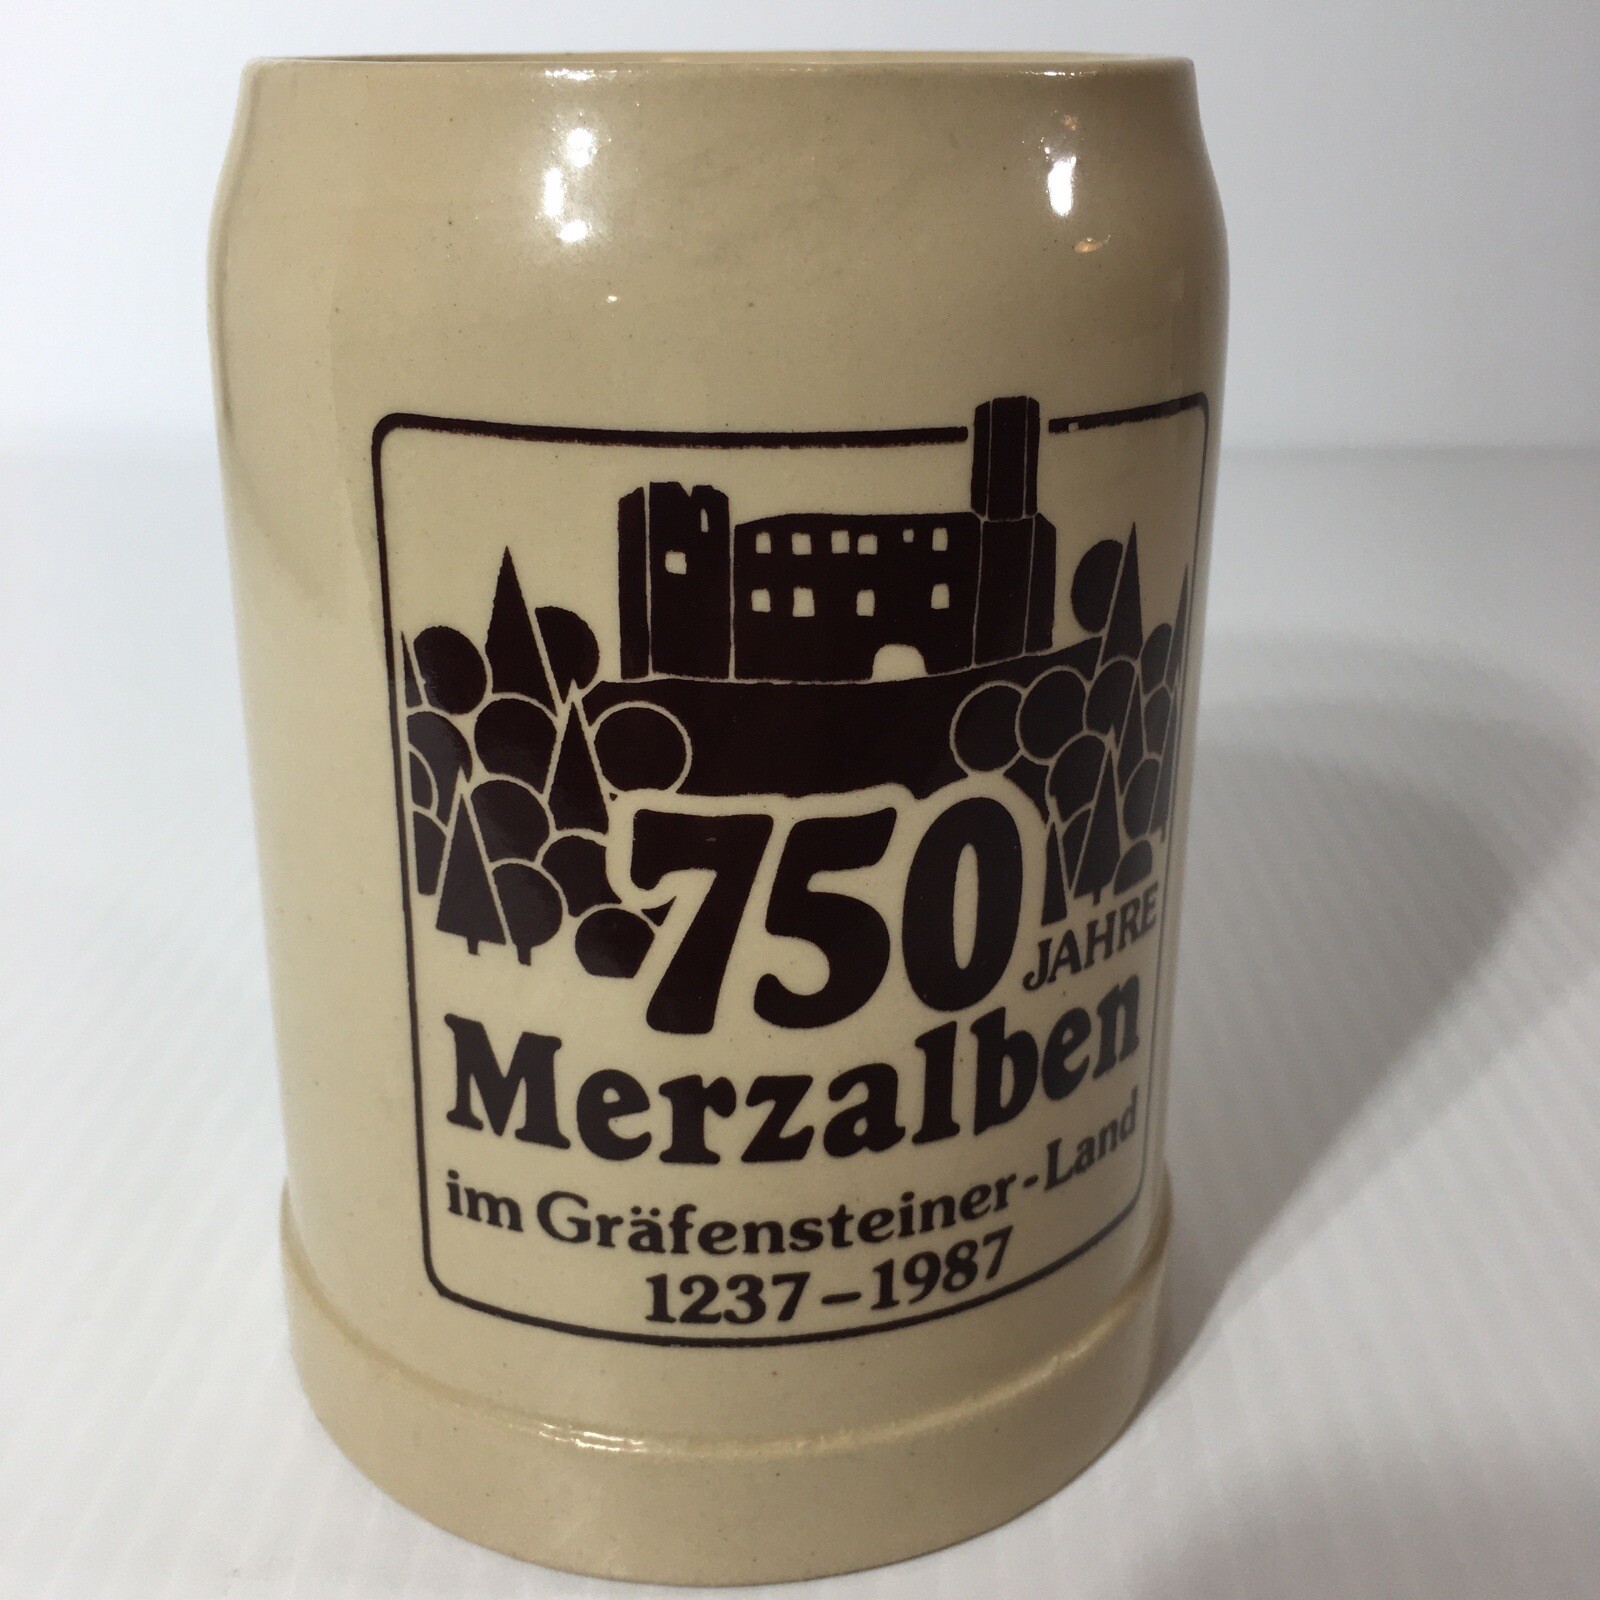 750
JAHRE
Merzalben
im Gräfensteiner-Land
1237-1987